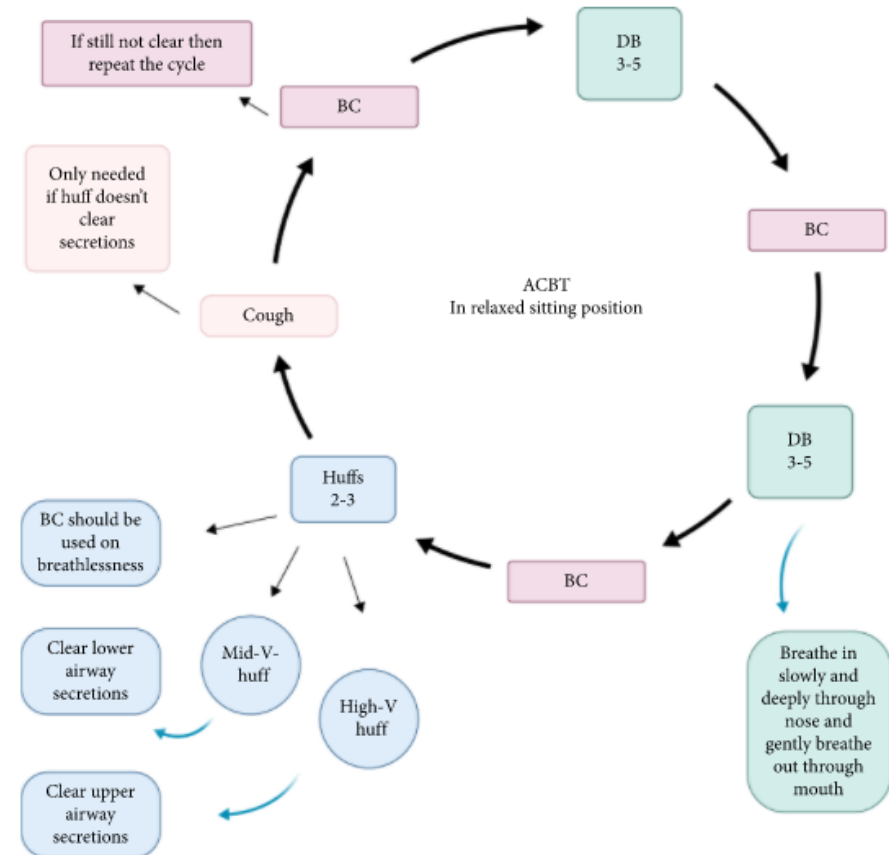 If still not clear then
repeat the cycle
BC
DB
3-5
BC
Only needed
if huff doesn't
clear
secretions
Cough
ACBT
In relaxed sitting position
DB
3-5
BC
Huffs
2-3
BC should be
used on
breathlessness
Clear lower
airway
secretions
Mid-V-
huff
High-V
huff
Clear upper
airway
secretions
Breathe in
slowly and
deeply through
nose and
gently breathe
out through
mouth